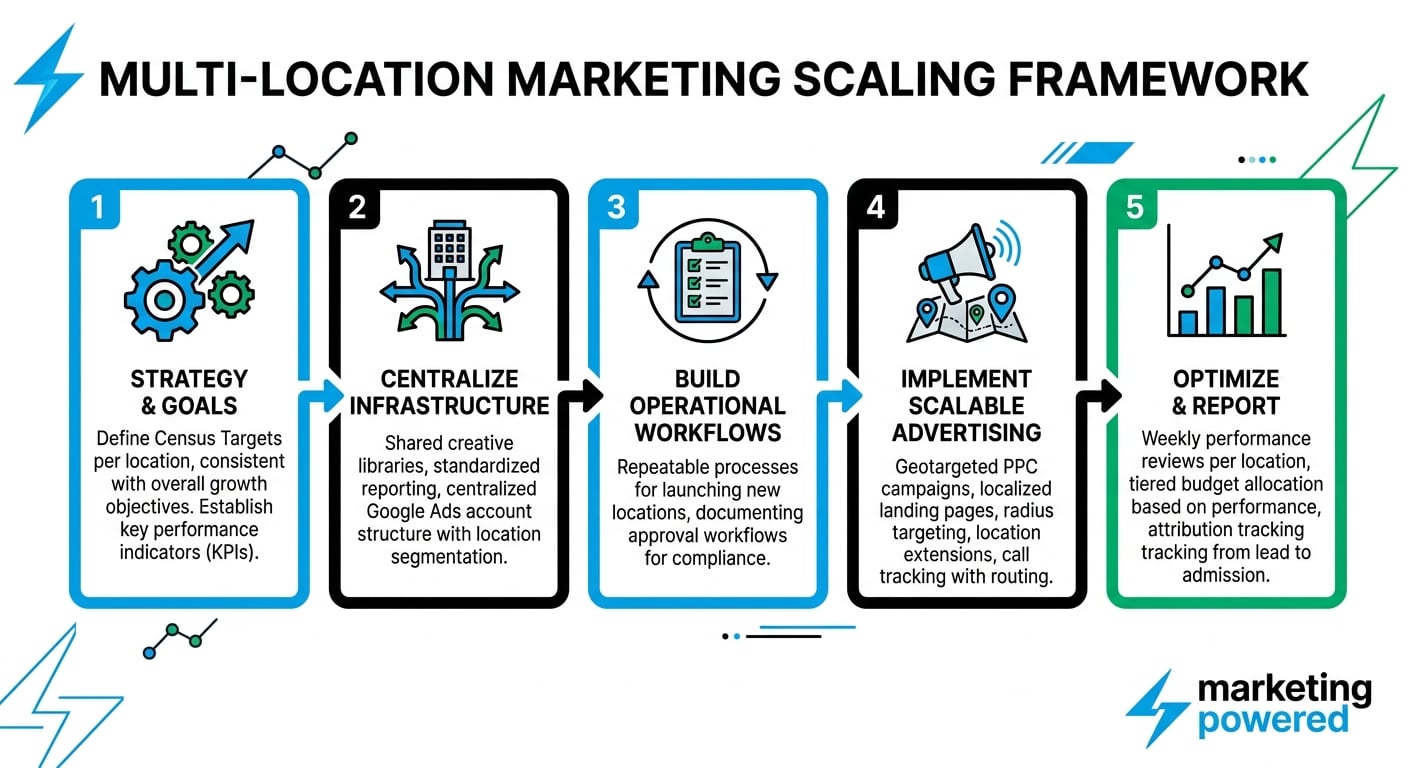 MULTI-LOCATION MARKETING SCALING FRAMEWORK
1
STRATEGY
& GOALS
Define Census Targets
per location, consistent
with overall growth
objectives. Establish
key performance
indicators (KPIs).
2
CENTRALIZE
INFRASTRUCTURE
Shared creative
libraries, standardized
reporting, centralized
Google Ads account
structure with location
segmentation.
3
BUILD
OPERATIONAL
WORKFLOWS
Repeatable processes
for launching new
locations, documenting
approval workflows
for compliance.
4
IMPLEMENT
SCALABLE
ADVERTISING
Geotargeted PPC
campaigns, localized
landing pages, radius
targeting, location
extensions, call
tracking with routing.
5
OPTIMIZE
& REPORT
Weekly performance
reviews per location,
tiered budget allocation
based on performance,
attribution tracking
tracking from lead to
admission.
marketing
powered